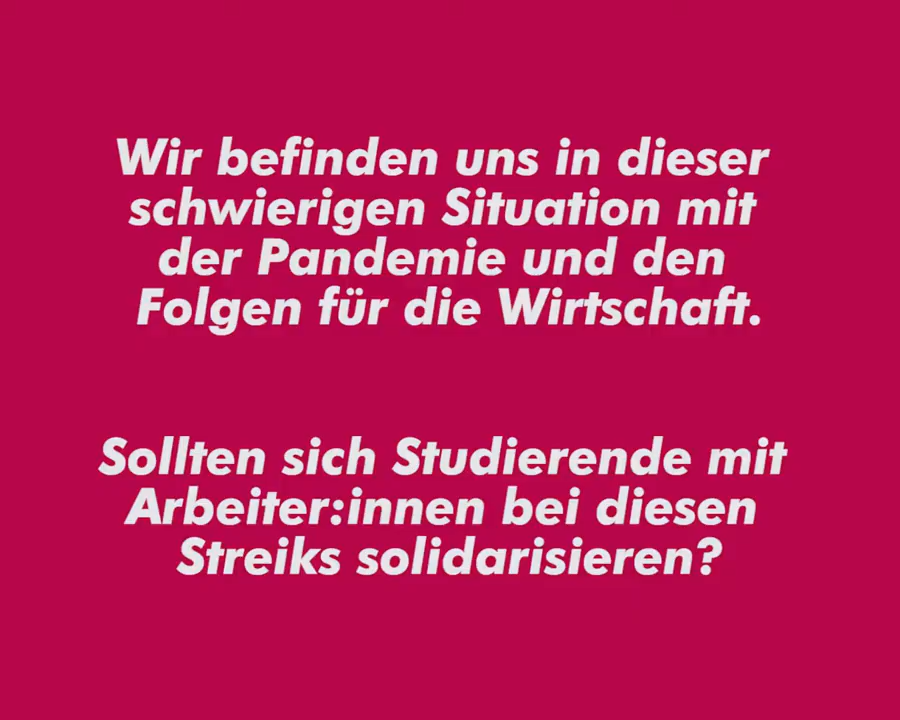 Wir befinden uns in dieser
schwierigen Situation mit
der Pandemie und den
Folgen für die Wirtschaft.
Sollten sich Studierende mit
Arbeiter:innen bei diesen
Streiks solidarisieren?